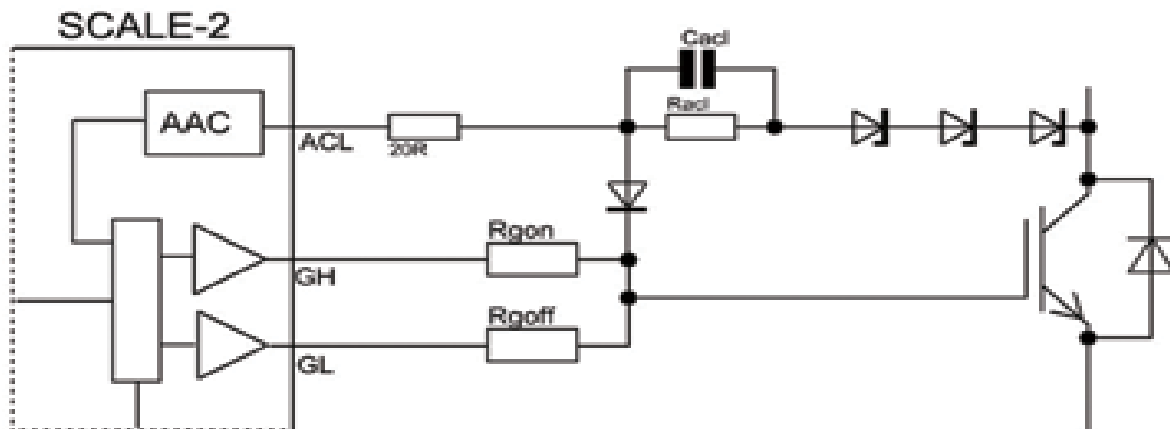 SCALE-2
Cacl
AAC
Racl
ACL
20R
Rgon
GH
Rgoff
GL